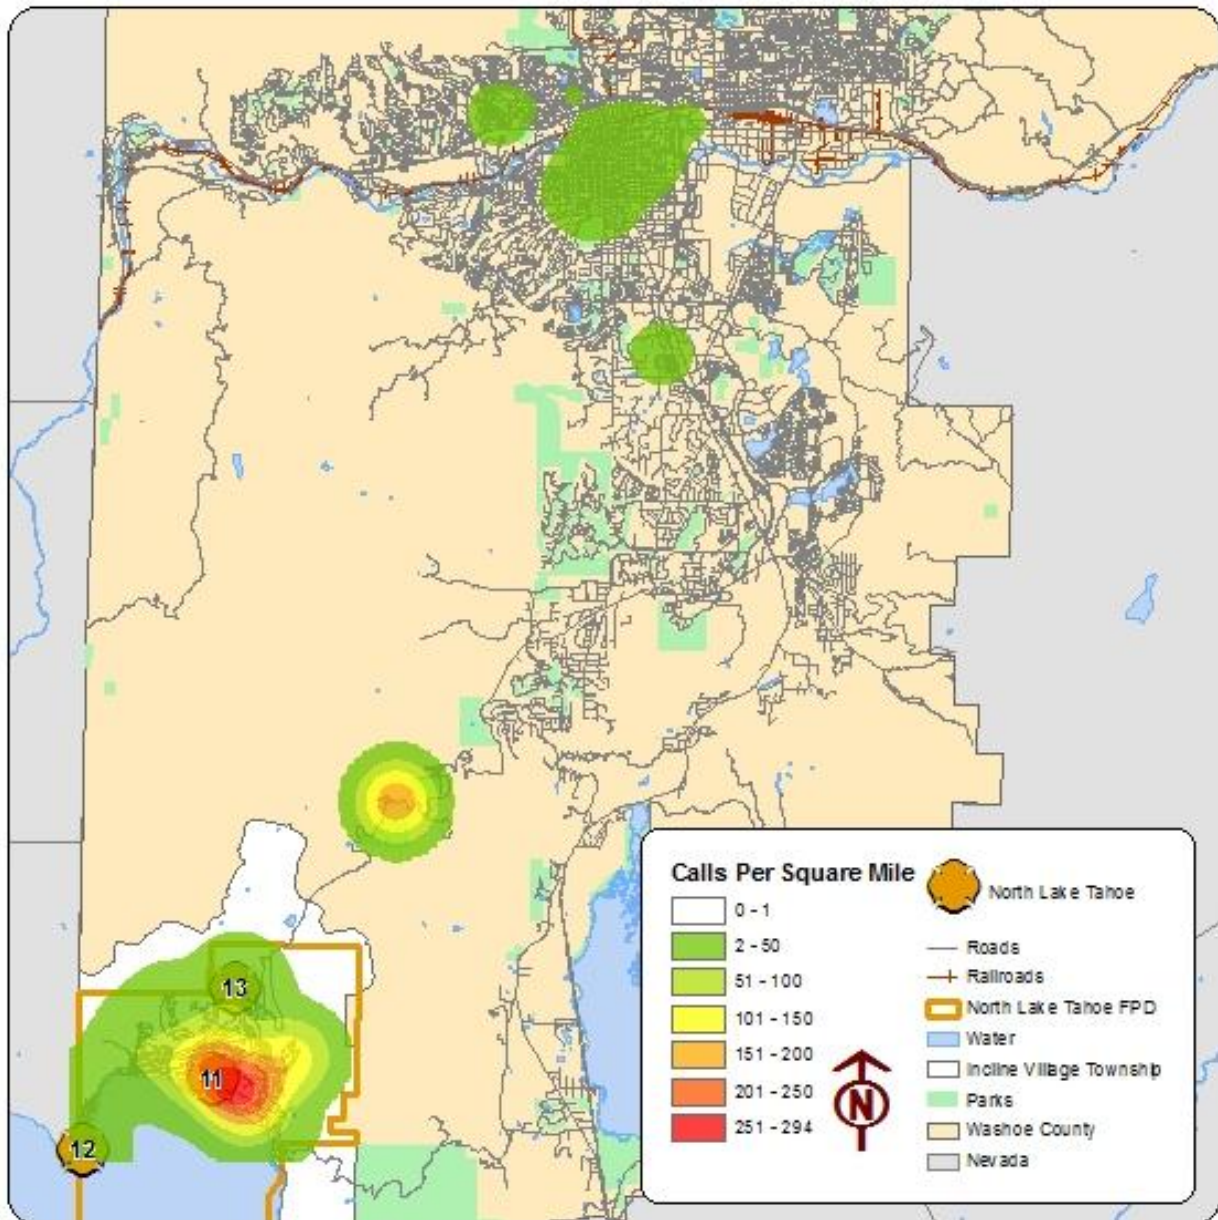 13
11
12
Calls Per Square Mile
0 - 1
2 - 50
51 - 100
101 - 150
151 - 200
201 - 250
251 - 294
North Lake Tahoe
Roads
Railroads
North Lake Tahoe FPD
Water
Incline Village Township
Parks
Washoe County
Nevada
N